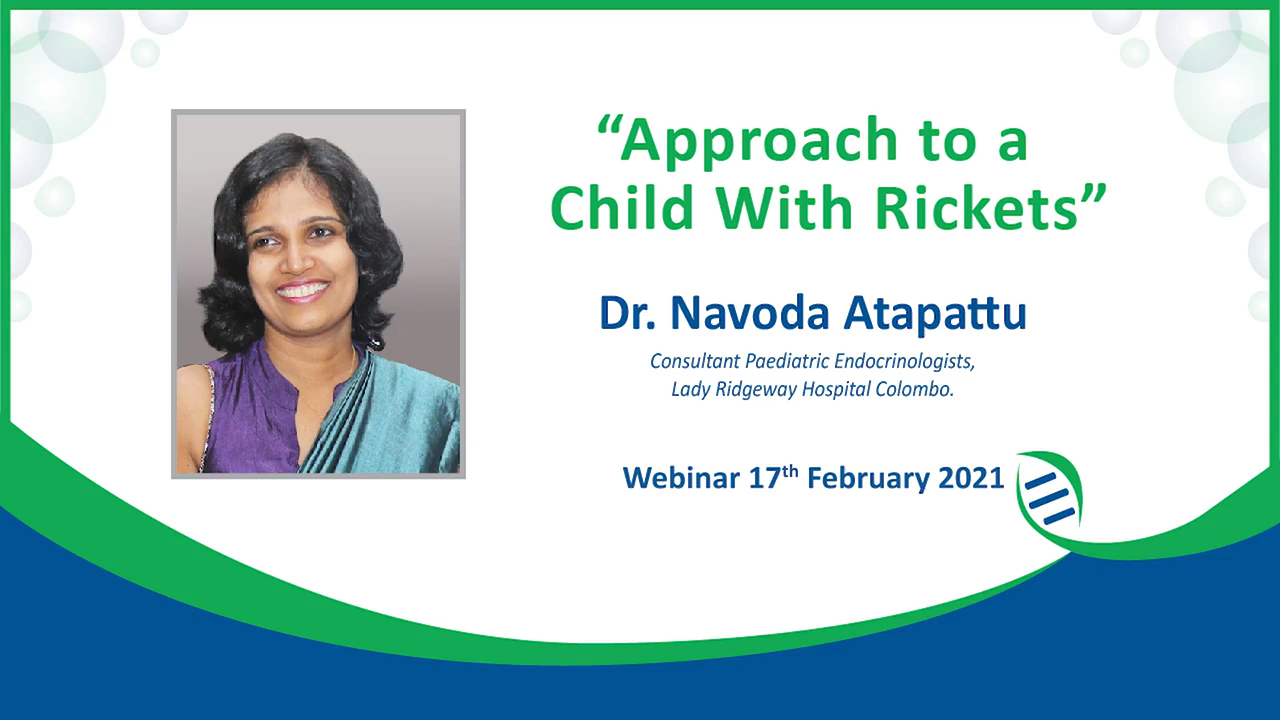 “Approach to a
Child With Rickets”
Dr. Navoda Atapattu
Consultant Paediatric Endocrinologists,
Lady Ridgeway Hospital Colombo.
Webinar 17th February 2021